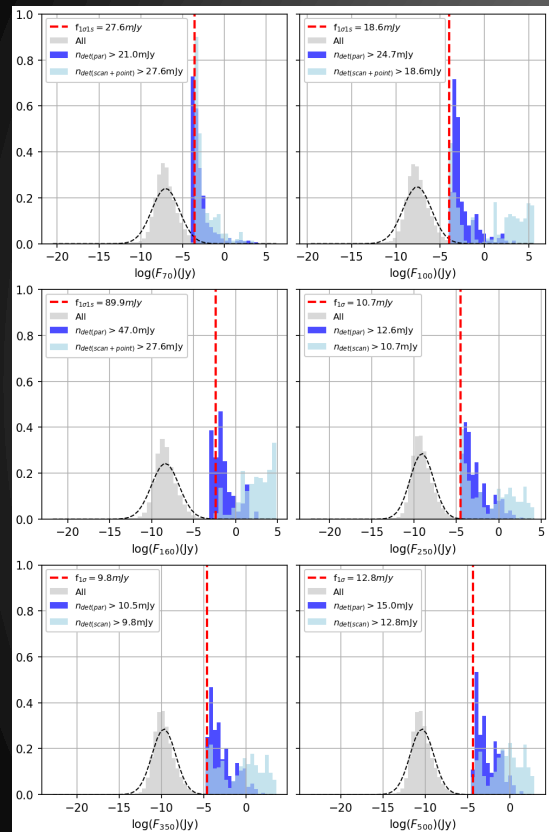 f1σ1s = 27.6mJy
All
ndet(par) > 21.0mJy
ndet(scan+point) > 27.6mJy
1.0
0.8
0.6
0.4
0.2
0.0
−20 −15 −10 −5 0 5
log(F70)(Jy)
f1σ1s = 18.6mJy
All
ndet(par) > 24.7mJy
ndet(scan+point) > 18.6mJy
−20 −15 −10 −5 0 5
log(F100)(Jy)
f1σ1s = 89.9mJy
All
ndet(par) > 47.0mJy
ndet(scan+point) > 27.6mJy
1.0
0.8
0.6
0.4
0.2
0.0
−20 −15 −10 −5 0 5
log(F160)(Jy)
f1σ = 10.7mJy
All
ndet(par) > 12.6mJy
ndet(scan) > 10.7mJy
−20 −15 −10 −5 0
log(F250)(Jy)
f1σ = 9.8mJy
All
ndet(par) > 10.5mJy
ndet(scan) > 9.8mJy
1.0
0.8
0.6
0.4
0.2
0.0
−20 −15 −10 −5 0
log(F350)(Jy)
f1σ = 12.8mJy
All
ndet(par) > 15.0mJy
ndet(scan) > 12.8mJy
−20 −15 −10 −5 0
log(F500)(Jy)